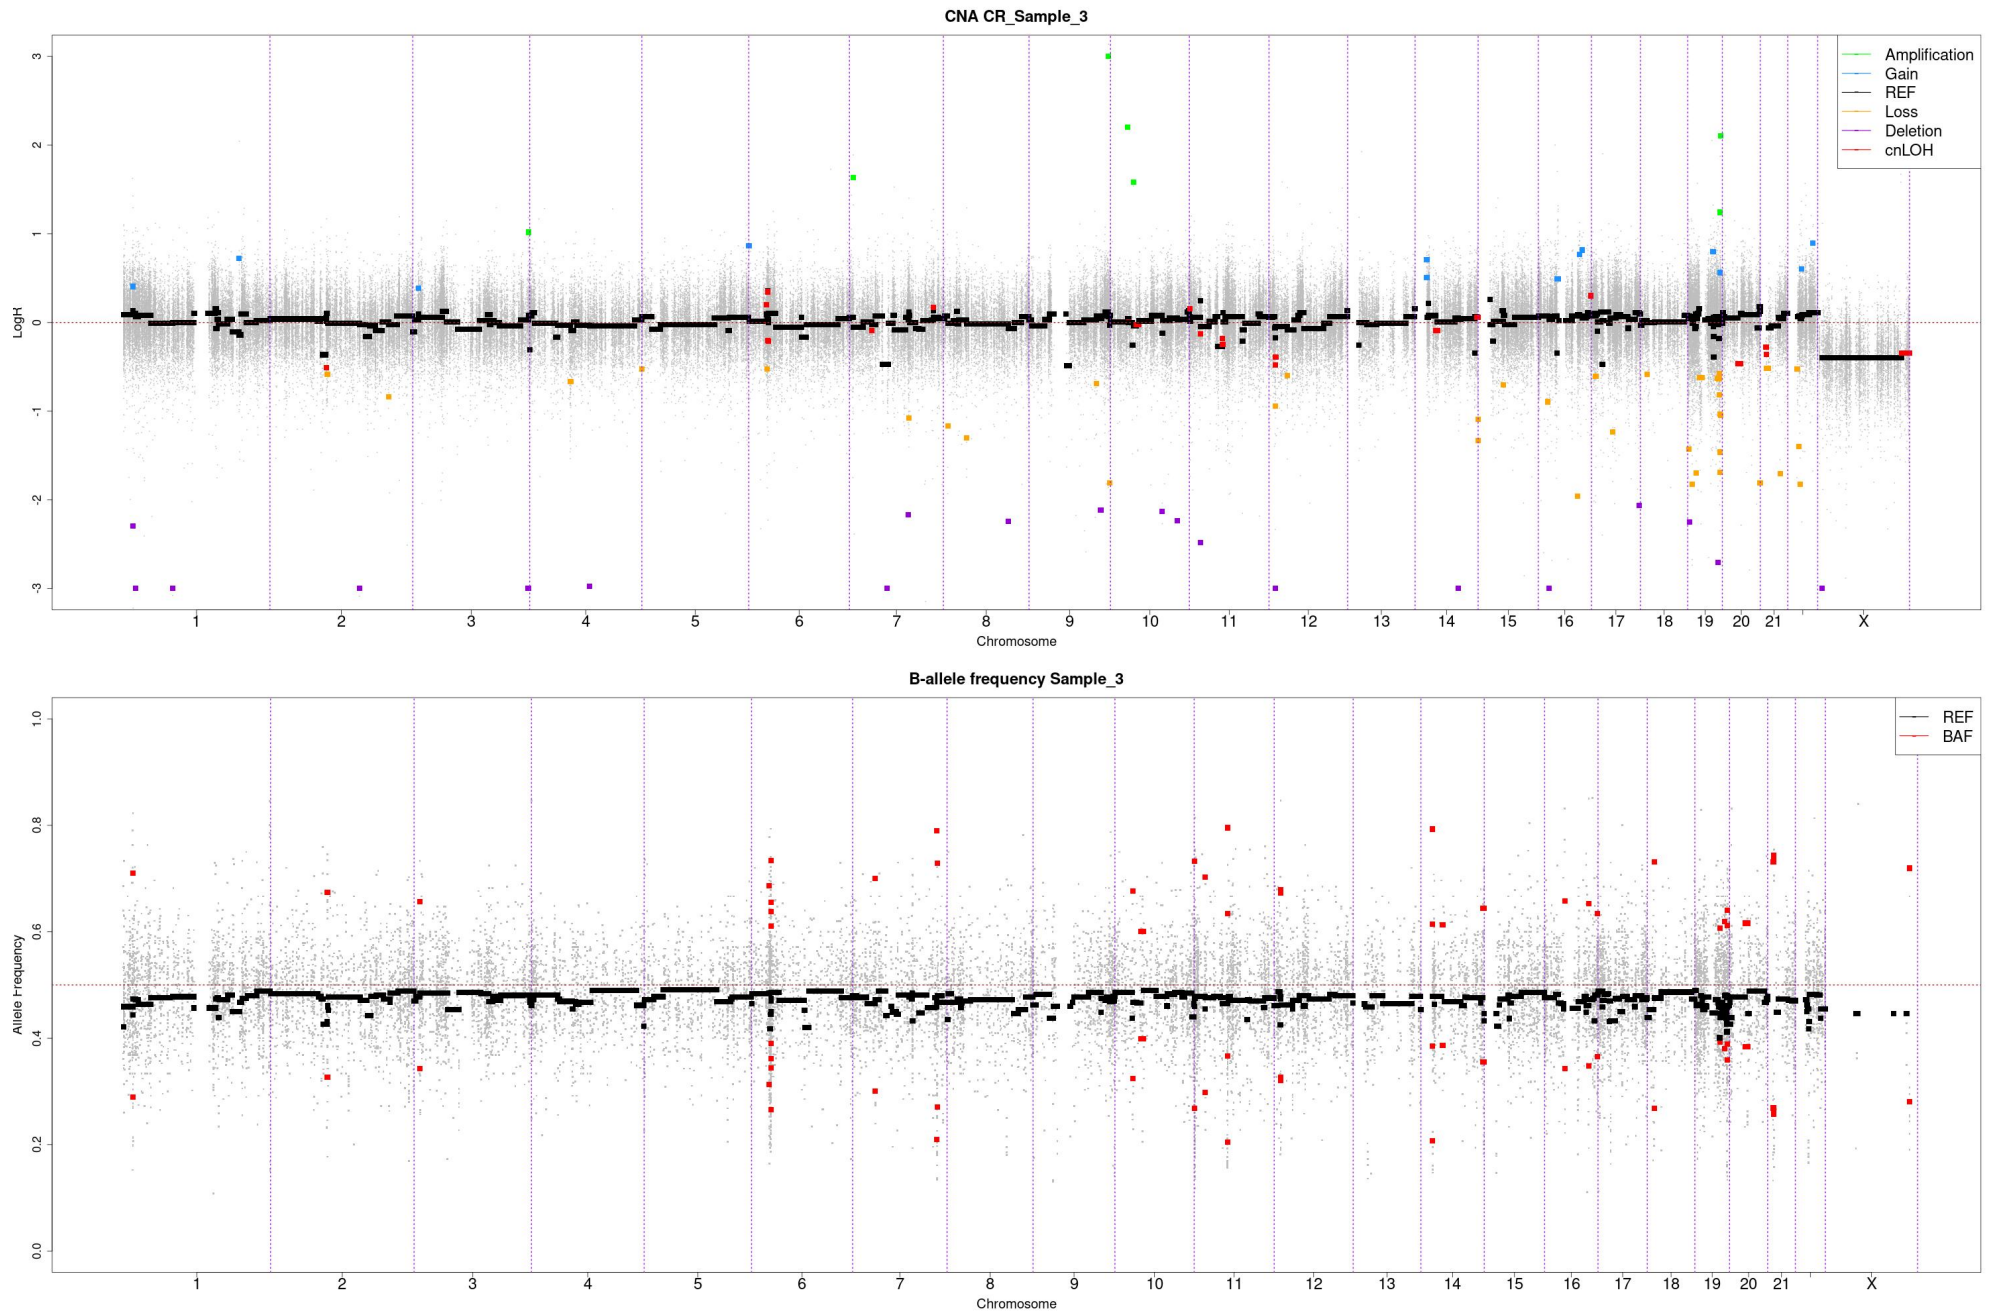 CNA CR_Sample_3
LogR
3
2
1
0
-1
-2
-3
Amplification
Gain
REF
Loss
Deletion
cnLOH
1 2 3 4 5 6 7 8 9 10 11 12 13 14 15 16 17 18 19 20 21 X
Chromosome
B-allele frequency Sample_3
Allele Frequency
1.0
0.8
0.6
0.4
0.2
0.0
REF
BAF
1 2 3 4 5 6 7 8 9 10 11 12 13 14 15 16 17 18 19 20 21 X
Chromosome